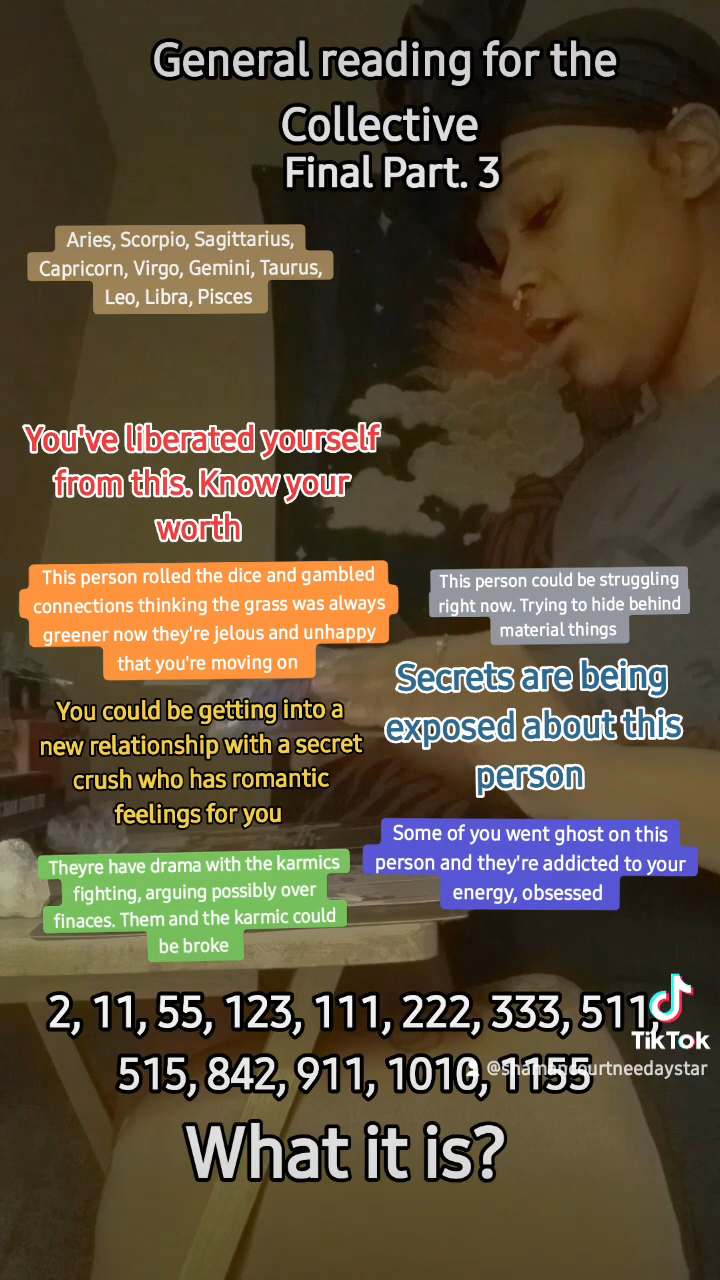 General reading for the
Collective
Final Part. 3
Aries, Scorpio, Sagittarius,
Capricorn, Virgo, Gemini, Taurus,
Leo, Libra, Pisces
You've liberated yourself
from this. Know your
worth
This person rolled the dice and gambled
connections thinking the grass was always
greener now they're jelous and unhappy
that you're moving on
This person could be struggling
right now. Trying to hide behind
material things
Secrets are being
exposed about this
person
You could be getting into a
new relationship with a secret
crush who has romantic
feelings for you
Some of you went ghost on this
person and they're addicted to your
energy, obsessed
Theyre have drama with the karmics
fighting, arguing possibly over
finaces. Them and the karmic could
be broke
2, 11, 55, 123, 111, 222, 333, 511,
515, 842, 911, 1010, 1155
TikTok
@shamancourtneedaystar
What it is?